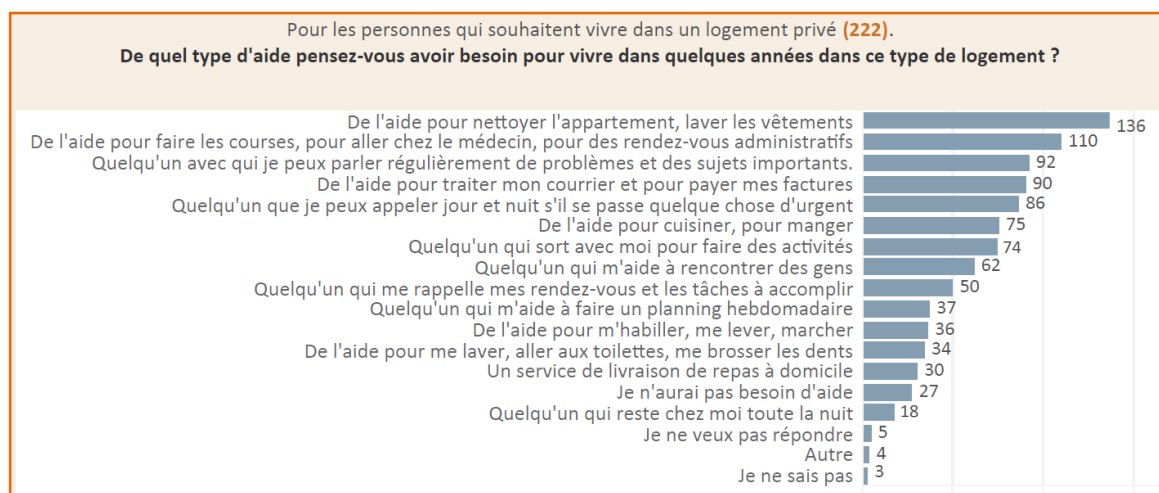 Pour les personnes qui souhaitent vivre dans un logement privé (222).
De quel type d'aide pensez-vous avoir besoin pour vivre dans quelques années dans ce type de logement ?
De l'aide pour nettoyer l'appartement, laver les vêtements 136
De l'aide pour faire les courses, pour aller chez le médecin, pour des rendez-vous administratifs 110
Quelqu'un avec qui je peux parler régulièrement de problèmes et des sujets importants. 92
De l'aide pour traiter mon courrier et pour payer mes factures 90
Quelqu'un que je peux appeler jour et nuit s'il se passe quelque chose d'urgent 86
De l'aide pour cuisiner, pour manger 75
Quelqu'un qui sort avec moi pour faire des activités 74
Quelqu'un qui m'aide à rencontrer des gens 62
Quelqu'un qui me rappelle mes rendez-vous et les tâches à accomplir 50
Quelqu'un qui m'aide à faire un planning hebdomadaire 37
De l'aide pour m'habiller, me lever, marcher 36
De l'aide pour me laver, aller aux toilettes, me brosser les dents 34
Un service de livraison de repas à domicile 30
Je n'aurai pas besoin d'aide 27
Quelqu'un qui reste chez moi toute la nuit 18
Je ne veux pas répondre 5
Autre 4
Je ne sais pas 3